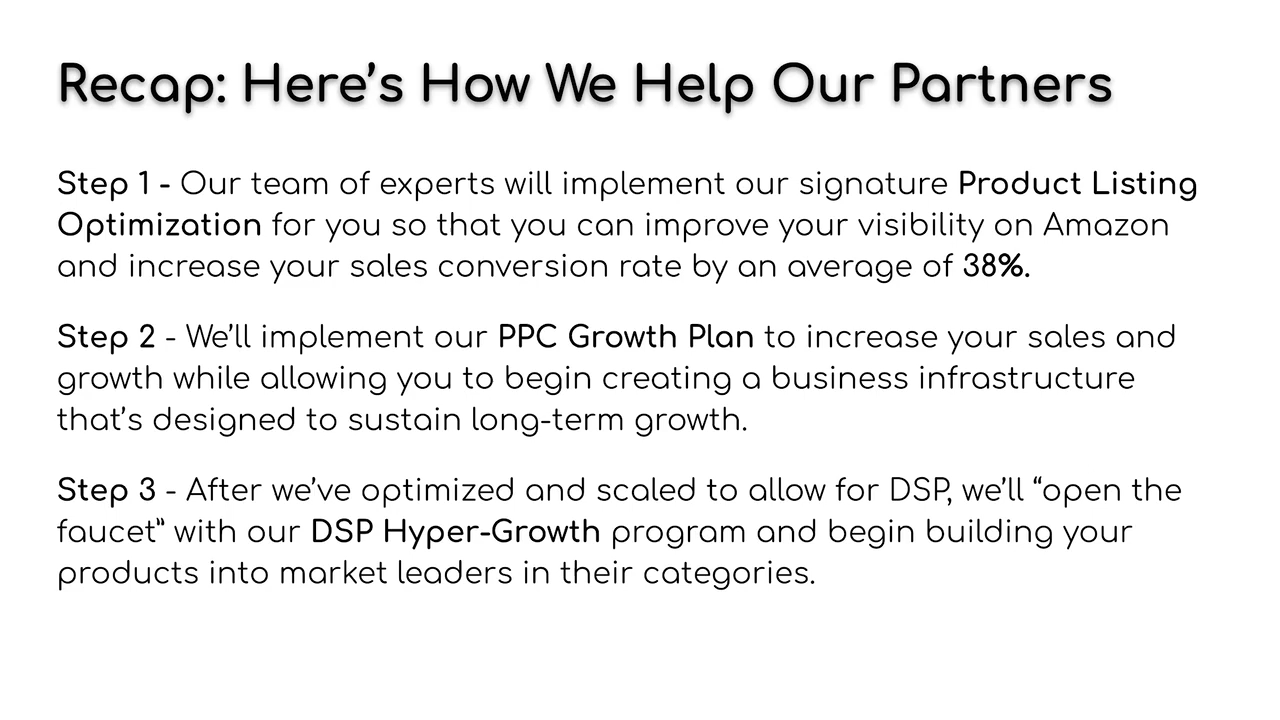 Recap: Here’s How We Help Our Partners
Step 1 - Our team of experts will implement our signature Product Listing
Optimization for you so that you can improve your visibility on Amazon
and increase your sales conversion rate by an average of 38%.
Step 2 - We’ll implement our PPC Growth Plan to increase your sales and
growth while allowing you to begin creating a business infrastructure
that’s designed to sustain long-term growth.
Step 3 - After we’ve optimized and scaled to allow for DSP, we’ll “open the
faucet” with our DSP Hyper-Growth program and begin building your
products into market leaders in their categories.